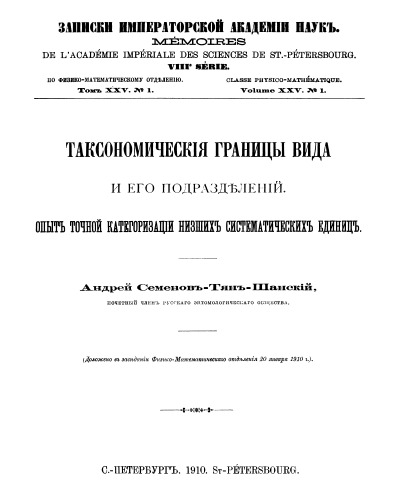 ЗАПИСКИ ИМПЕРАТОРСКОЙ АКАДЕМІИ НАУКЪ.
MÉMOIRES
DE L'ACADÉMIE IMPÉRIALE DES SCIENCES DE ST.-PÉTERSBOURG.
VIIIᵉ SÉRIE.
ПО ФИЗИКО-МАТЕМАТИЧЕСКОМУ ОТДѢЛЕНІЮ. CLASSE PHYSICO-MATHÉMATIQUE.
Томъ XXV. № 1. Volume XXV. № 1.
ТАКСОНОМИЧЕСКІЯ ГРАНИЦЫ ВИДА
И ЕГО ПОДРАЗДѢЛЕНІЙ.
ОПЫТЪ ТОЧНОЙ КАТЕГОРИЗАЦІИ НИЗШИХЪ СИСТЕМАТИЧЕСКИХЪ ЕДИНИЦЪ.
Андрей Семеновъ-Тянъ-Шанскій,
ПОЧЕТНЫЙ ЧЛЕНЪ РУССКАГО ЭНТОМОЛОГИЧЕСКАГО ОБЩЕСТВА.
(Доложено въ засѣданіи Физико-Математическаго отдѣленія 20 января 1910 г.).
С.-ПЕТЕРБУРГЪ. 1910. ST-PÉTERSBOURG.